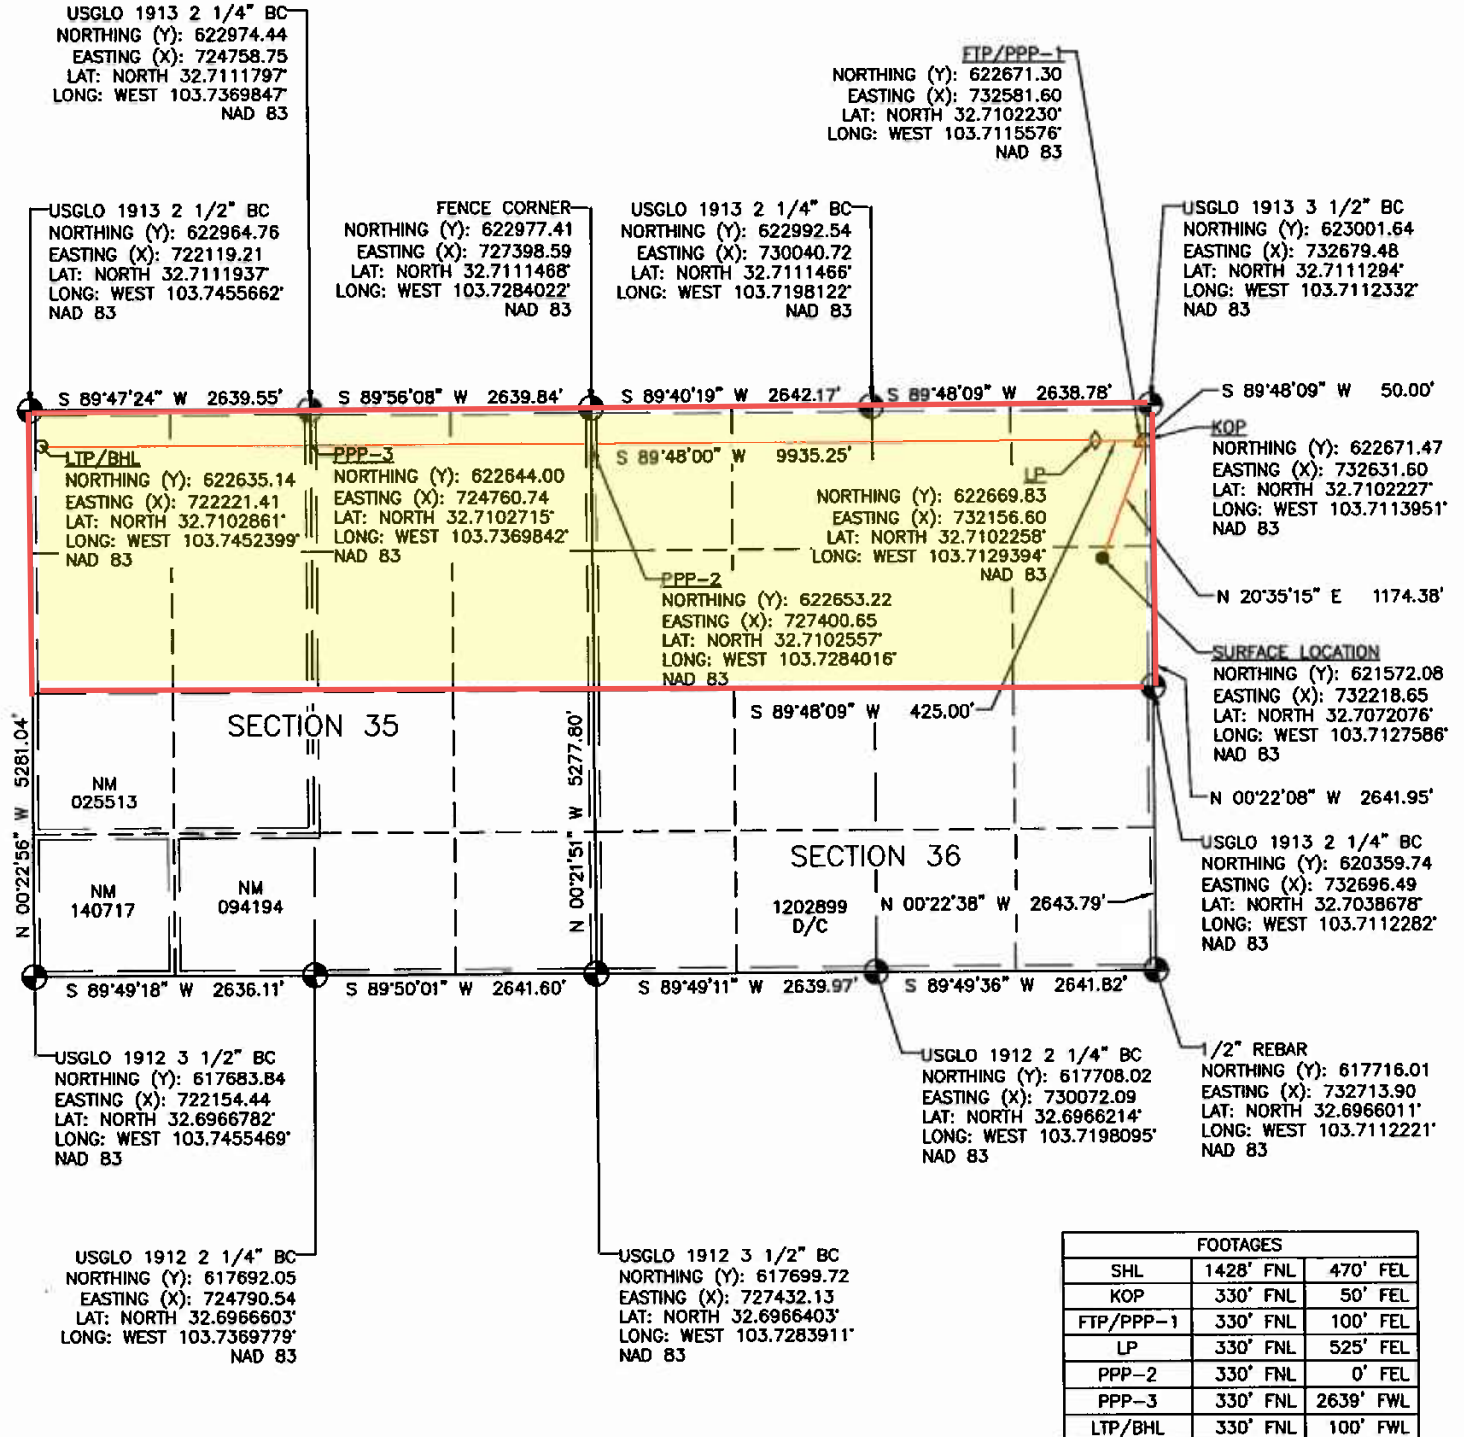 USGLO 1913 2 1/4" BC
NORTHING (Y): 622974.44
EASTING (X): 724758.75
LAT: NORTH 32.7111797°
LONG: WEST 103.7369847°
NAD 83
FTP/PPP-1
NORTHING (Y): 622671.30
EASTING (X): 732581.60
LAT: NORTH 32.7102230°
LONG: WEST 103.7115576°
NAD 83
USGLO 1913 2 1/2" BC
NORTHING (Y): 622964.76
EASTING (X): 722119.21
LAT: NORTH 32.7111937°
LONG: WEST 103.7455662°
NAD 83
FENCE CORNER
NORTHING (Y): 622977.41
EASTING (X): 727398.59
LAT: NORTH 32.7111468°
LONG: WEST 103.7284022°
NAD 83
USGLO 1913 2 1/4" BC
NORTHING (Y): 622992.54
EASTING (X): 730040.72
LAT: NORTH 32.7111466°
LONG: WEST 103.7198122°
NAD 83
USGLO 1913 3 1/2" BC
NORTHING (Y): 623001.64
EASTING (X): 732679.48
LAT: NORTH 32.7111294°
LONG: WEST 103.7112332°
NAD 83
S 89°47'24" W 2639.55'
S 89°56'08" W 2639.84'
S 89°40'19" W 2642.17'
S 89°48'09" W 2638.78'
S 89°48'09" W 50.00'
LTP/BHL
NORTHING (Y): 622635.14
EASTING (X): 722221.41
LAT: NORTH 32.7102861°
LONG: WEST 103.7452399°
NAD 83
PPP-3
NORTHING (Y): 622644.00
EASTING (X): 724760.74
LAT: NORTH 32.7102715°
LONG: WEST 103.7369842°
NAD 83
S 89°48'00" W 9935.25'
LP
NORTHING (Y): 622669.83
EASTING (X): 732156.60
LAT: NORTH 32.7102258°
LONG: WEST 103.7129394°
NAD 83
KOP
NORTHING (Y): 622671.47
EASTING (X): 732631.60
LAT: NORTH 32.7102227°
LONG: WEST 103.7113951°
NAD 83
PPP-2
NORTHING (Y): 622653.22
EASTING (X): 727400.65
LAT: NORTH 32.7102557°
LONG: WEST 103.7284016°
NAD 83
N 20°35'15" E 1174.38'
SURFACE LOCATION
NORTHING (Y): 621572.08
EASTING (X): 732218.65
LAT: NORTH 32.7072076°
LONG: WEST 103.7127586°
NAD 83
S 89°48'09" W 425.00'
SECTION 35
N 00°22'56" W 5281.04'
N 00°21'51" W 5277.80'
NM
025513
N 00°22'08" W 2641.95'
USGLO 1913 2 1/4" BC
NORTHING (Y): 620359.74
EASTING (X): 732696.49
LAT: NORTH 32.7038678°
LONG: WEST 103.7112282°
NAD 83
SECTION 36
NM
140717
NM
094194
1202899
D/C
N 00°22'38" W 2643.79'
S 89°49'18" W 2636.11'
S 89°50'01" W 2641.60'
S 89°49'11" W 2639.97'
S 89°49'36" W 2641.82'
USGLO 1912 3 1/2" BC
NORTHING (Y): 617683.84
EASTING (X): 722154.44
LAT: NORTH 32.6966782°
LONG: WEST 103.7455469°
NAD 83
USGLO 1912 2 1/4" BC
NORTHING (Y): 617708.02
EASTING (X): 730072.09
LAT: NORTH 32.6966214°
LONG: WEST 103.7198095°
NAD 83
1/2" REBAR
NORTHING (Y): 617716.01
EASTING (X): 732713.90
LAT: NORTH 32.6966011°
LONG: WEST 103.7112221°
NAD 83
USGLO 1912 2 1/4" BC
NORTHING (Y): 617692.05
EASTING (X): 724790.54
LAT: NORTH 32.6966603°
LONG: WEST 103.7369779°
NAD 83
USGLO 1912 3 1/2" BC
NORTHING (Y): 617699.72
EASTING (X): 727432.13
LAT: NORTH 32.6966403°
LONG: WEST 103.7283911°
NAD 83
FOOTAGES
SHL 1428' FNL 470' FEL
KOP 330' FNL 50' FEL
FTP/PPP-1 330' FNL 100' FEL
LP 330' FNL 525' FEL
PPP-2 330' FNL 0' FEL
PPP-3 330' FNL 2639' FWL
LTP/BHL 330' FNL 100' FWL